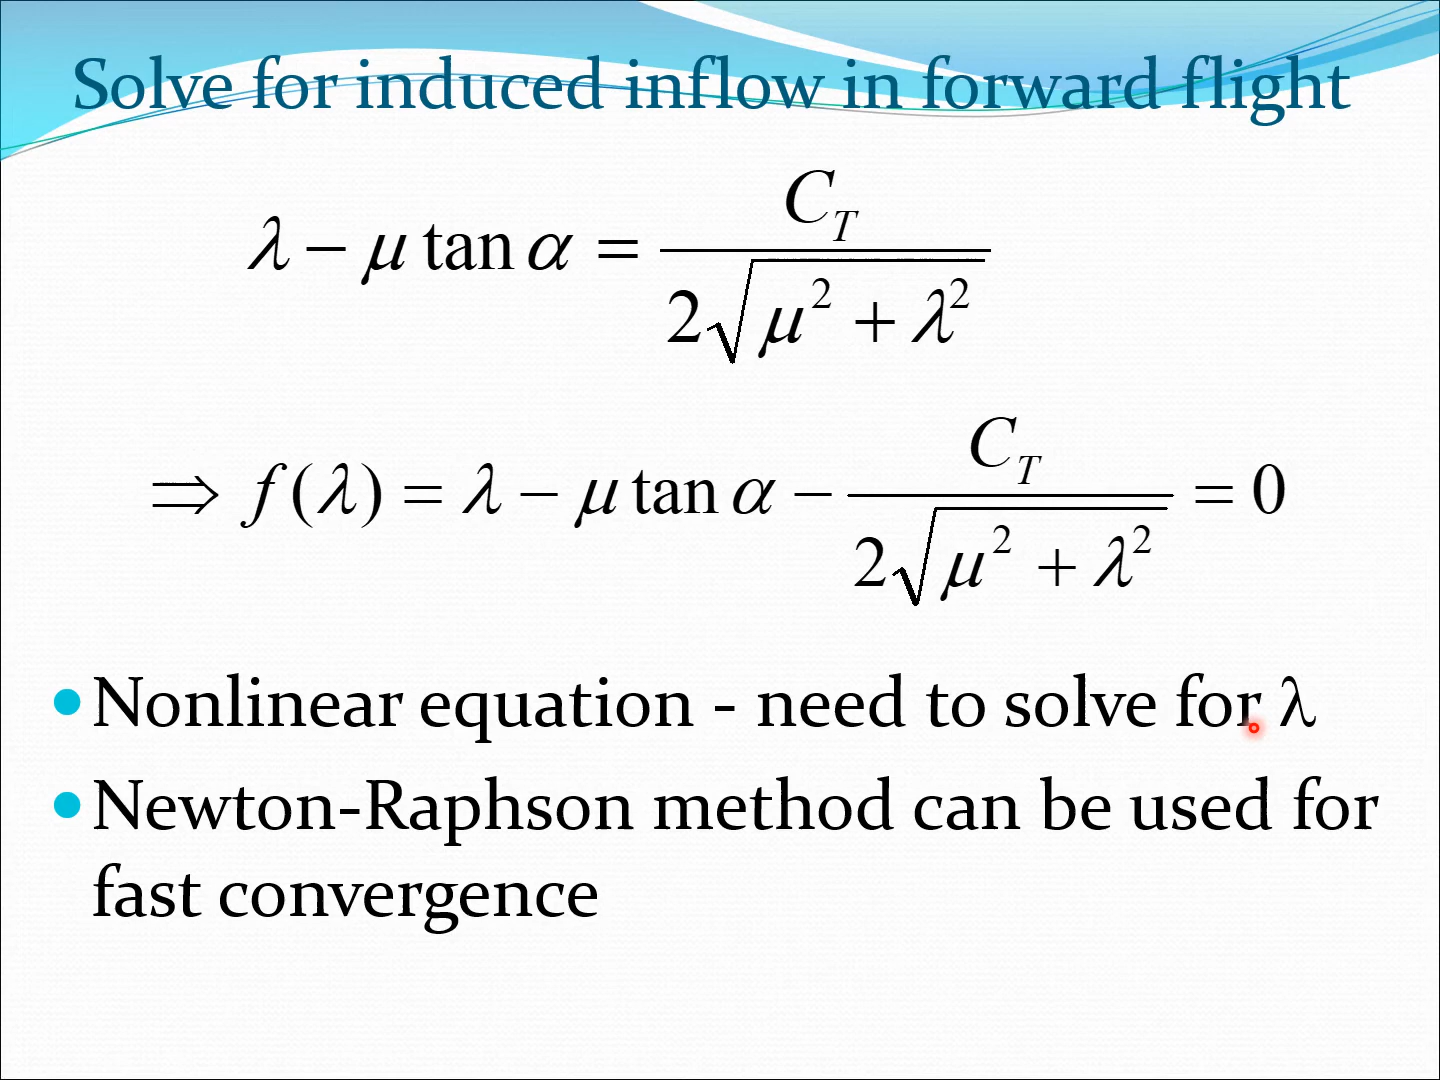 Solve for induced inflow in forward flight
λ − μ tan α = C_T / (2√(μ² + λ²))
⇒ f(λ) = λ − μ tan α − C_T / (2√(μ² + λ²)) = 0
• Nonlinear equation - need to solve for λ
• Newton-Raphson method can be used for
fast convergence